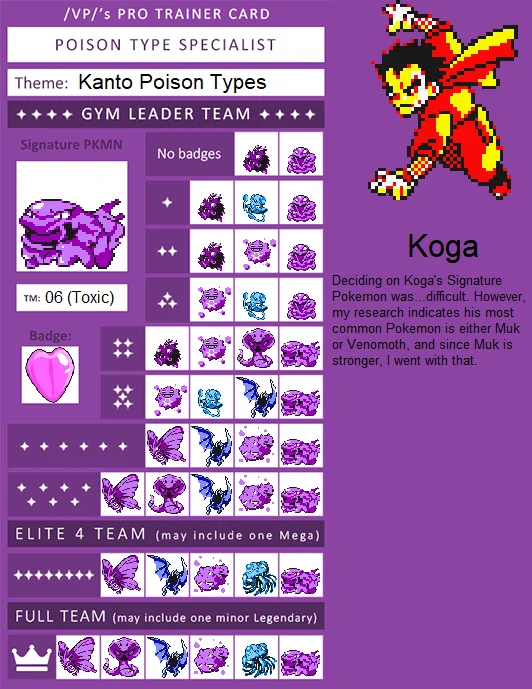 /VP/'s PRO TRAINER CARD
POISON TYPE SPECIALIST
Theme: Kanto Poison Types
GYM LEADER TEAM
Signature PKMN
No badges
TM: 06 (Toxic)
Badge:
ELITE 4 TEAM (may include one Mega)
FULL TEAM (may include one minor Legendary)
Koga
Deciding on Koga's Signature
Pokemon was...difficult. However,
my research indicates his most
common Pokemon is either Muk
or Venomoth, and since Muk is
stronger, I went with that.